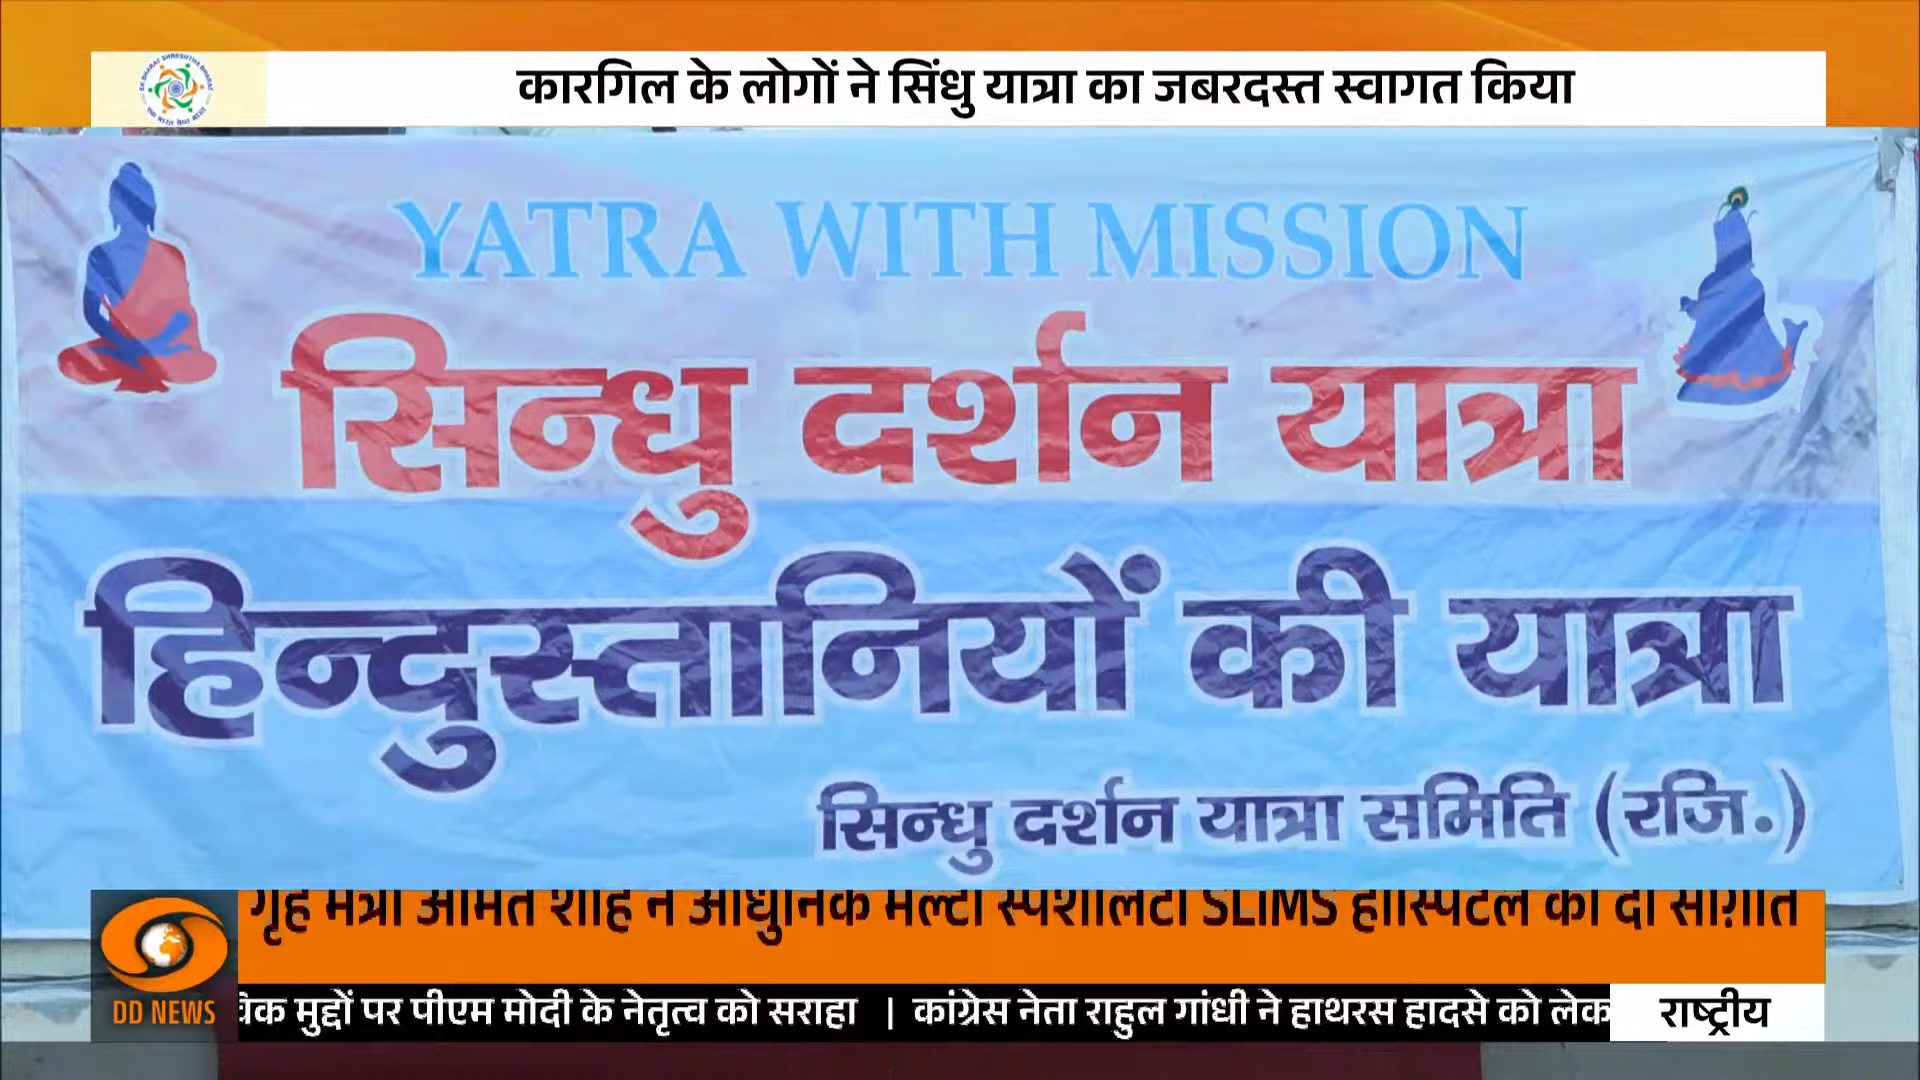 कारगिल के लोगों ने सिंधु यात्रा का जबरदस्त स्वागत किया
YATRA WITH MISSION
सिन्धु दर्शन यात्रा
हिन्दुस्तानियों की यात्रा
सिन्धु दर्शन यात्रा समिति (रजि.)
गृह मंत्री अमित शाह ने आधुनिक मल्टी स्पेशलिटी SLIMS हॉस्पिटल की दी सौग़ात
DD NEWS
मुद्दों पर पीएम मोदी के नेतृत्व को सराहा | कांग्रेस नेता राहुल गांधी ने हाथरस हादसे को
राष्ट्रीय